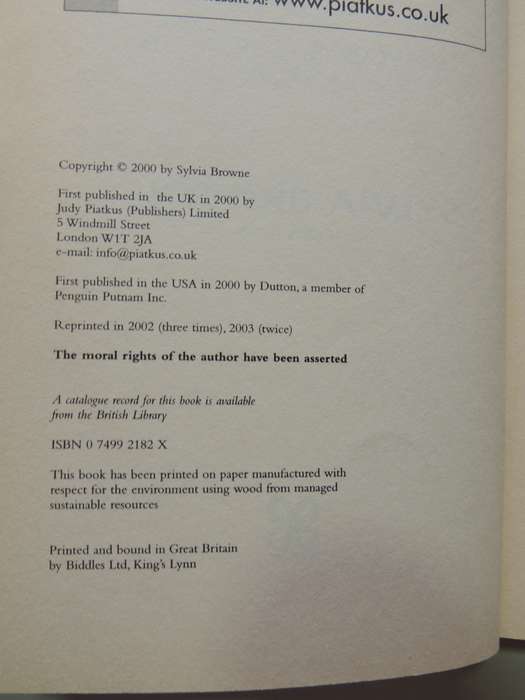 www.piatkus.co.uk
Copyright © 2000 by Sylvia Browne
First published in the UK in 2000 by
Judy Piatkus (Publishers) Limited
5 Windmill Street
London W1T 2JA
e-mail: info@piatkus.co.uk
First published in the USA in 2000 by Dutton, a member of
Penguin Putnam Inc.
Reprinted in 2002 (three times), 2003 (twice)
The moral rights of the author have been asserted
A catalogue record for this book is available
from the British Library
ISBN 0 7499 2182 X
This book has been printed on paper manufactured with
respect for the environment using wood from managed
sustainable resources
Printed and bound in Great Britain
by Biddles Ltd, King's Lynn